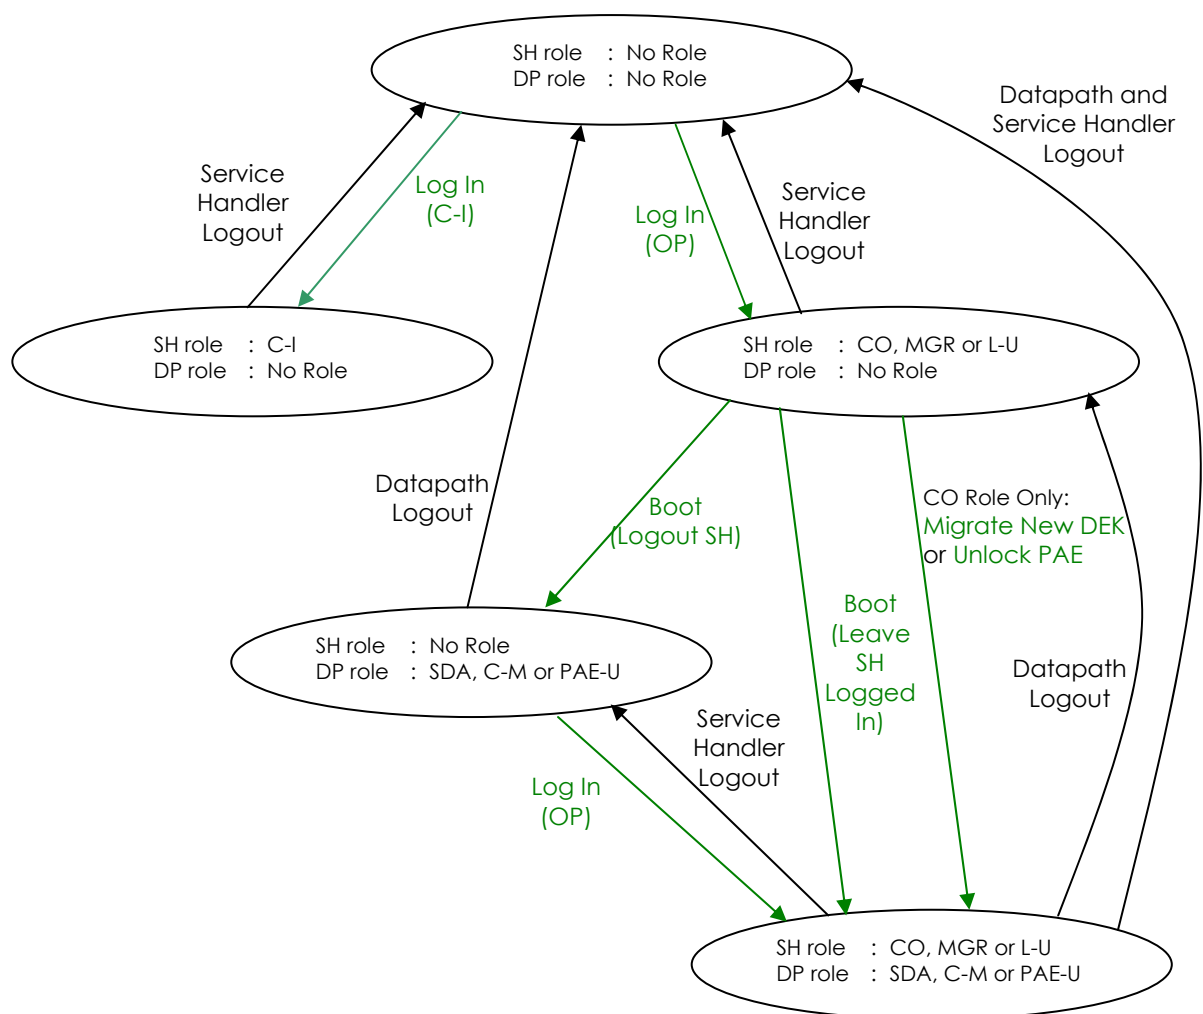 SH role : No Role
DP role : No Role
Datapath and
Service Handler
Logout
Service
Handler
Logout
Log In
(C-I)
Log In
(OP)
Service
Handler
Logout
SH role : C-I
DP role : No Role
SH role : CO, MGR or L-U
DP role : No Role
Datapath
Logout
Boot
(Logout SH)
CO Role Only:
Migrate New DEK
or Unlock PAE
Boot
(Leave
SH
Logged
In)
Datapath
Logout
SH role : No Role
DP role : SDA, C-M or PAE-U
Service
Handler
Logout
Log In
(OP)
SH role : CO, MGR or L-U
DP role : SDA, C-M or PAE-U